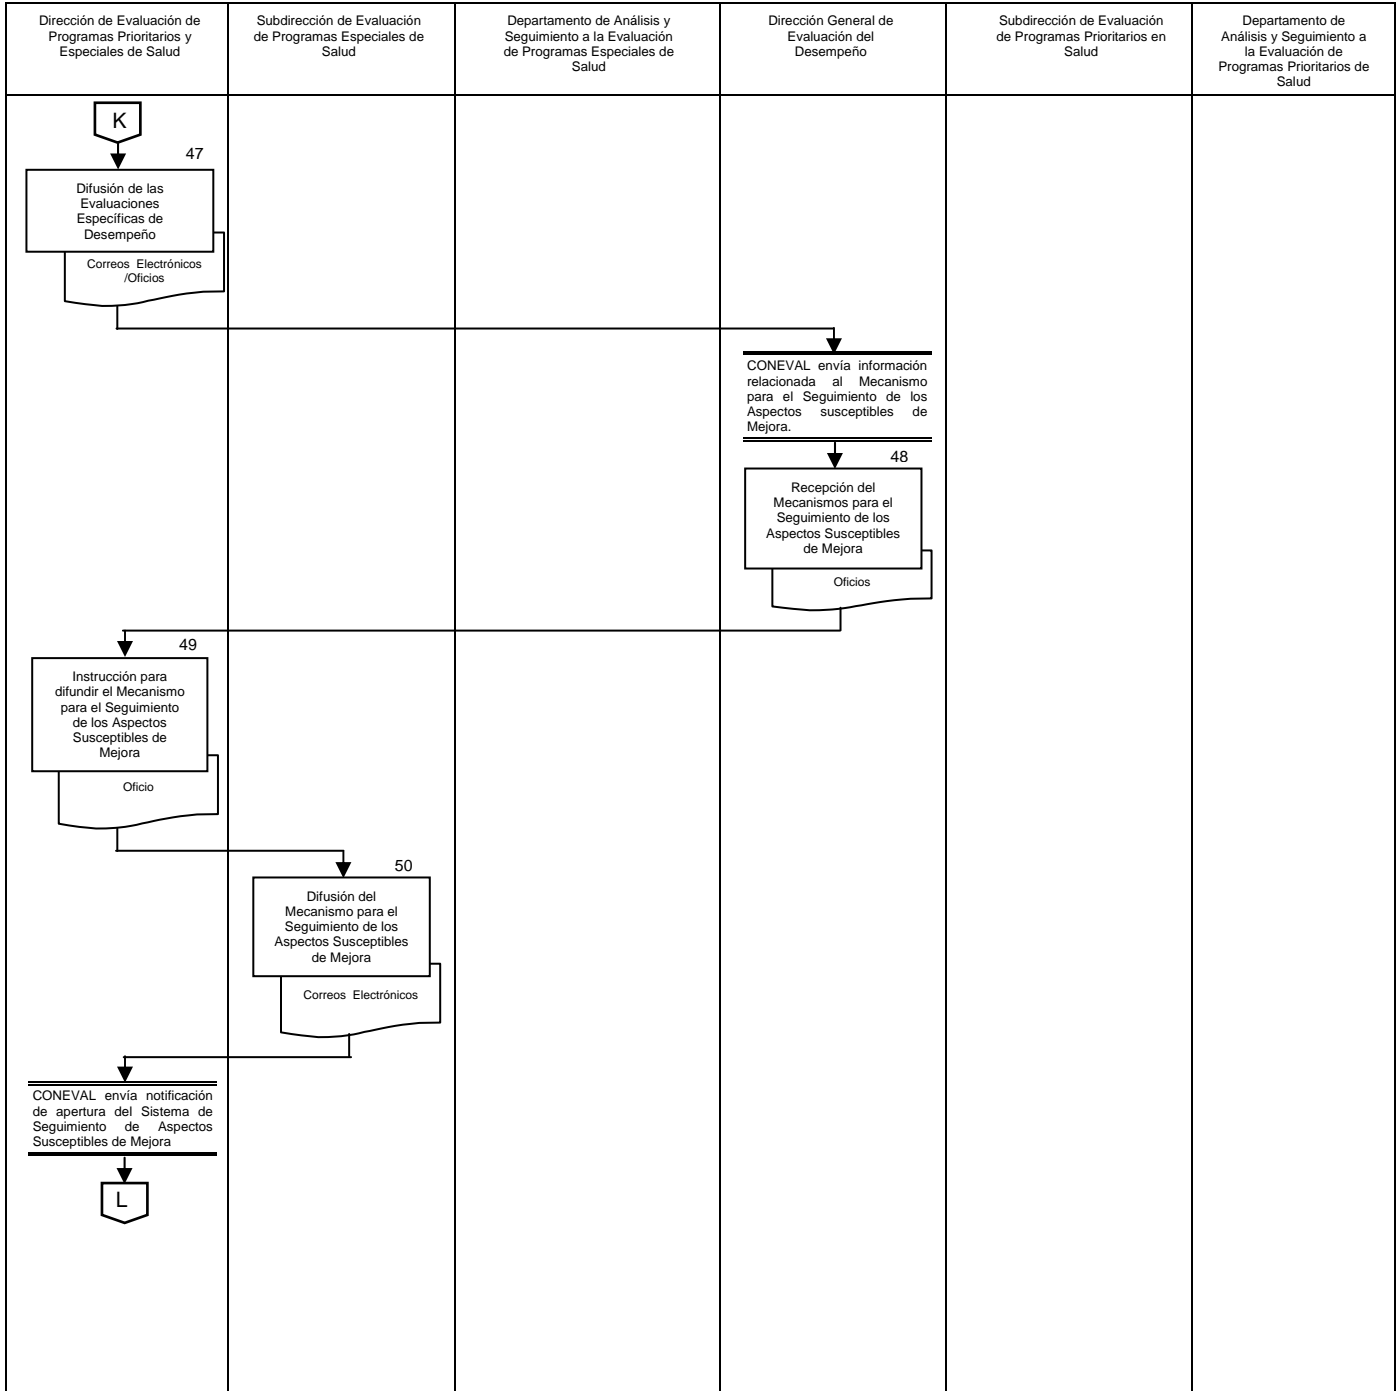 Dirección de Evaluación de
Programas Prioritarios y
Especiales de Salud
Subdirección de Evaluación
de Programas Especiales de
Salud
Departamento de Análisis y
Seguimiento a la Evaluación
de Programas Especiales de
Salud
Dirección General de
Evaluación del
Desempeño
Subdirección de Evaluación
de Programas Prioritarios en
Salud
Departamento de
Análisis y Seguimiento a
la Evaluación de
Programas Prioritarios de
Salud
K
47
Difusión de las
Evaluaciones
Específicas de
Desempeño
Correos Electrónicos
/Oficios
CONEVAL envía información
relacionada al Mecanismo
para el Seguimiento de los
Aspectos susceptibles de
Mejora.
48
Recepción del
Mecanismos para el
Seguimiento de los
Aspectos Susceptibles
de Mejora
Oficios
49
Instrucción para
difundir el Mecanismo
para el Seguimiento
de los Aspectos
Susceptibles de
Mejora
Oficio
50
Difusión del
Mecanismo para el
Seguimiento de los
Aspectos Susceptibles
de Mejora
Correos Electrónicos
CONEVAL envía notificación
de apertura del Sistema de
Seguimiento de Aspectos
Susceptibles de Mejora
L